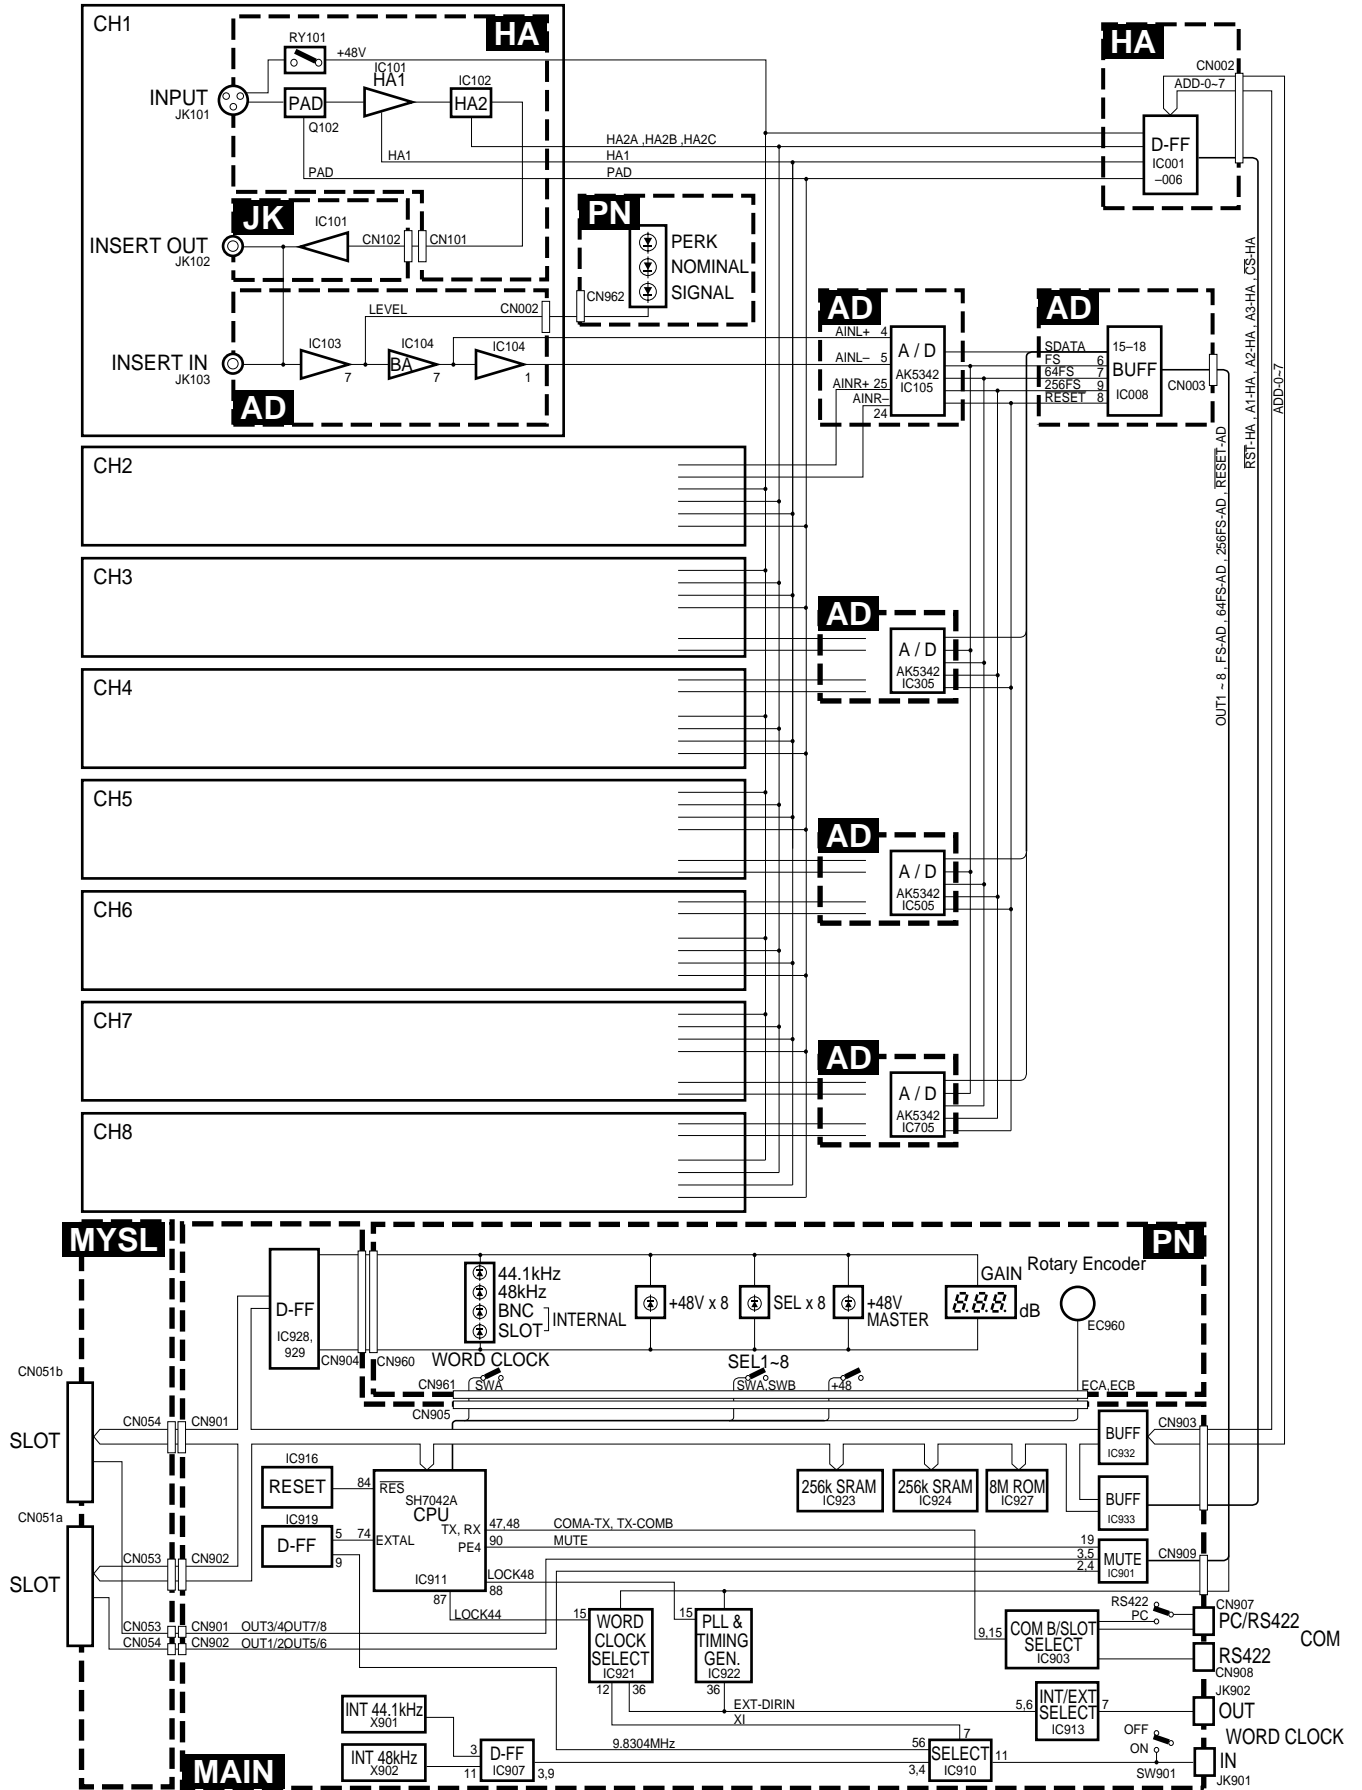 CH1
HA
RY101
+48V
IC101
HA1
IC102
HA2
INPUT
JK101
PAD
Q102
HA2A ,HA2B ,HA2C
HA1
HA1
PAD
PAD
HA
CN002
ADD-0~7
D-FF
IC001
–006
JK
IC101
CN102
CN101
INSERT OUT
JK102
PN
PERK
NOMINAL
SIGNAL
CN962
LEVEL
CN002
INSERT IN
JK103
IC103
7
IC104
BA
7
IC104
1
AD
AD
AINL+ 4
AINL– 5
AINR+ 25
AINR–
24
A / D
AK5342
IC105
AD
SDATA
FS 6
64FS 7
256FS 9
RESET 8
15–18
BUFF
IC008
CN003
OUT1 ~ 8 , FS-AD , 64FS-AD , 256FS-AD , RESET-AD
RST-HA , A1-HA , A2-HA , A3-HA , CS-HA
ADD-0~7
CH2
CH3
AD
A / D
AK5342
IC305
CH4
CH5
AD
A / D
AK5342
IC505
CH6
CH7
AD
A / D
AK5342
IC705
CH8
MYSL
PN
D-FF
IC928,
929
CN904
CN960
44.1kHz
48kHz
BNC
SLOT
INTERNAL
+48V x 8
SEL x 8
+48V
MASTER
GAIN
8.8.8.
dB
Rotary Encoder
EC960
WORD CLOCK
SWA
SEL1~8
SWA,SWB
+48
ECA,ECB
CN961
CN905
CN051b
SLOT
CN054
CN901
BUFF
IC932
CN903
IC916
RESET
84
RES
SH7042A
CPU
256k SRAM
IC923
256k SRAM
IC924
8M ROM
IC927
BUFF
IC933
CN051a
SLOT
IC919
D-FF
5
9
74
EXTAL
TX, RX
PE4
IC911
47,48
90
COMA-TX, TX-COMB
MUTE
19
3,5
2,4
MUTE
IC901
CN909
CN053
CN902
LOCK48
88
87
LOCK44
CN053
CN901
OUT3/4OUT7/8
CN054
CN902
OUT1/2OUT5/6
15
WORD
CLOCK
SELECT
IC921
12
36
15
PLL &
TIMING
GEN.
IC922
36
9,15
COM B/SLOT
SELECT
IC903
RS422
PC
CN907
PC/RS422
COM
RS422
CN908
EXT-DIRIN
XI
5,6
INT/EXT
SELECT
IC913
7
JK902
OUT
WORD CLOCK
INT 44.1kHz
X901
INT 48kHz
X902
3
11
D-FF
IC907
3,9
9.8304MHz
56
3,4
7
SELECT
IC910
11
OFF
ON
SW901
IN
JK901
MAIN